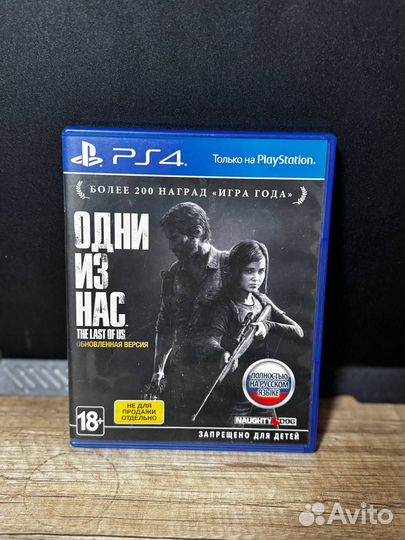 PS4
Только на PlayStation®
БОЛЕЕ 200 НАГРАД «ИГРА ГОДА»
ОДНИ
ИЗ
НАС
THE LAST OF US
ОБНОВЛЕННАЯ ВЕРСИЯ
ПОЛНОСТЬЮ
НА РУССКОМ
ЯЗЫКЕ
НЕ ДЛЯ
ПРОДАЖИ
ОТДЕЛЬНО
18+
NAUGHTY DOG
ЗАПРЕЩЕНО ДЛЯ ДЕТЕЙ
Avito